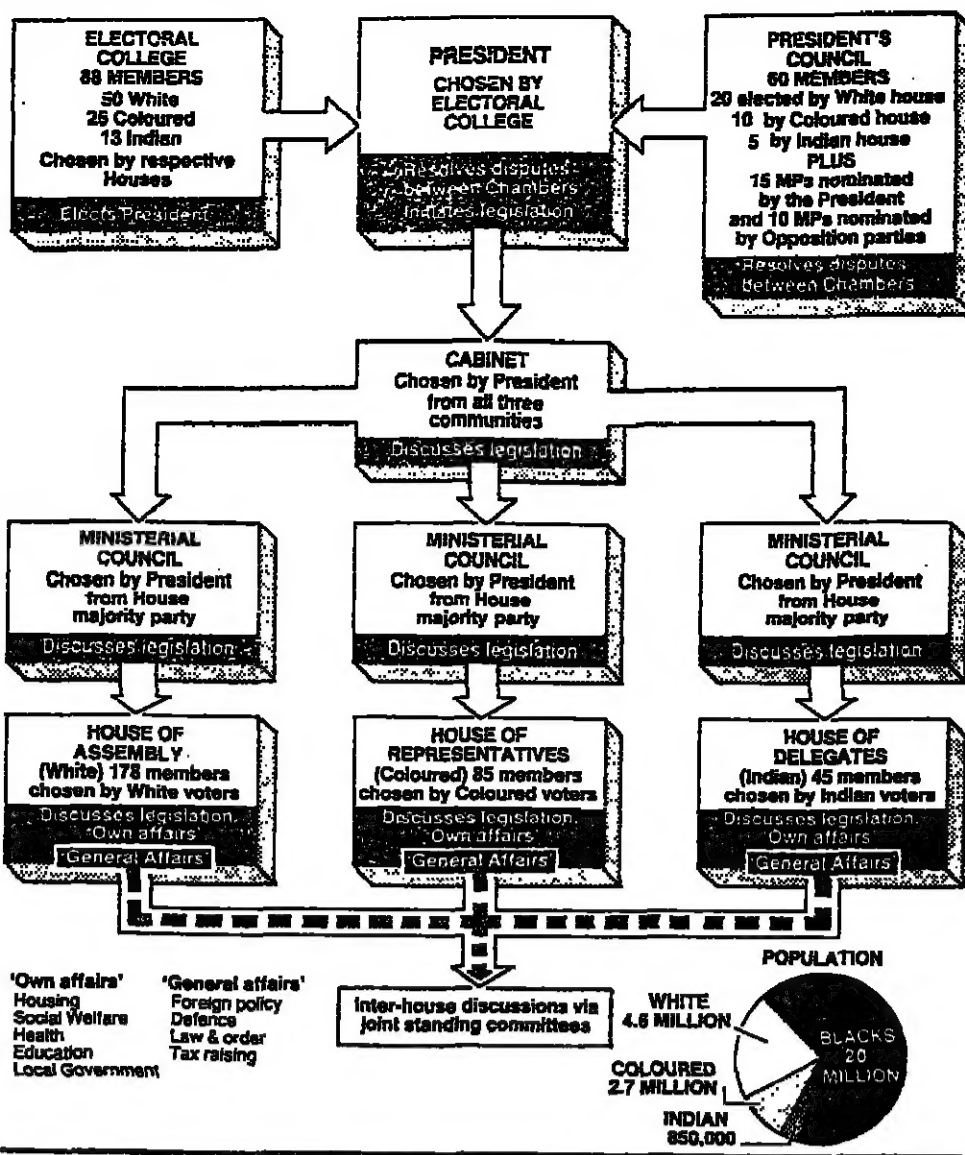 ELECTORAL
COLLEGE
88 MEMBERS
50 White
25 Coloured
13 Indian
Chosen by respective
Houses
Elects President
PRESIDENT
CHOSEN BY
ELECTORAL
COLLEGE
Resolves disputes
between Chambers
Initiates legislation
PRESIDENT'S
COUNCIL
60 MEMBERS
20 elected by White house
10 by Coloured house
5 by Indian house
PLUS
15 MPs nominated
by the President
and 10 MPs nominated
by Opposition parties
Resolves disputes
between Chambers
CABINET
Chosen by President
from all three
communities
Discusses legislation
MINISTERIAL
COUNCIL
Chosen by President
from House
majority party
Discusses legislation
MINISTERIAL
COUNCIL
Chosen by President
from House
majority party
Discusses legislation
MINISTERIAL
COUNCIL
Chosen by President
from House
majority party
Discusses legislation
HOUSE OF
ASSEMBLY
(White) 178 members
chosen by White voters
Discusses legislation,
'Own affairs'
'General Affairs'
HOUSE OF
REPRESENTATIVES
(Coloured) 85 members
chosen by Coloured voters
Discusses legislation,
'Own affairs'
'General Affairs'
HOUSE OF
DELEGATES
(Indian) 45 members
chosen by Indian voters
Discusses legislation,
'Own affairs'
'General Affairs'
'Own affairs'
Housing
Social Welfare
Health
Education
Local Government
'General affairs'
Foreign policy
Defence
Law & order
Tax raising
Inter-house discussions via
joint standing committees
POPULATION
WHITE
4.5 MILLION
BLACKS
20
MILLION
COLOURED
2.7 MILLION
INDIAN
850,000